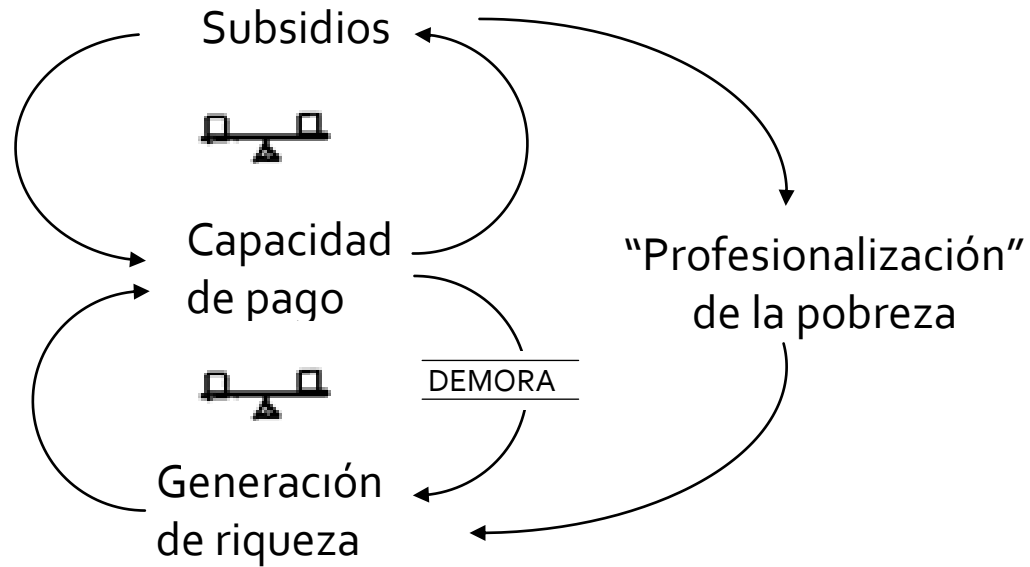 Subsidios
Capacidad
de pago
“Profesionalización”
de la pobreza
DEMORA
Generación
de riqueza